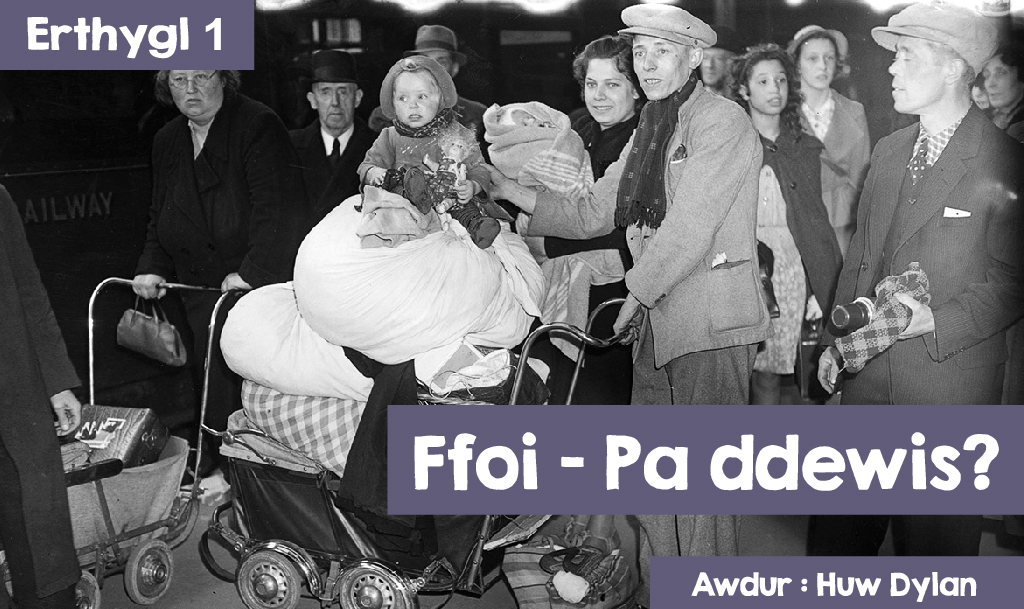 Erthygl 1
AILWAY
Ffoi - Pa ddewis?
Awdur : Huw Dylan